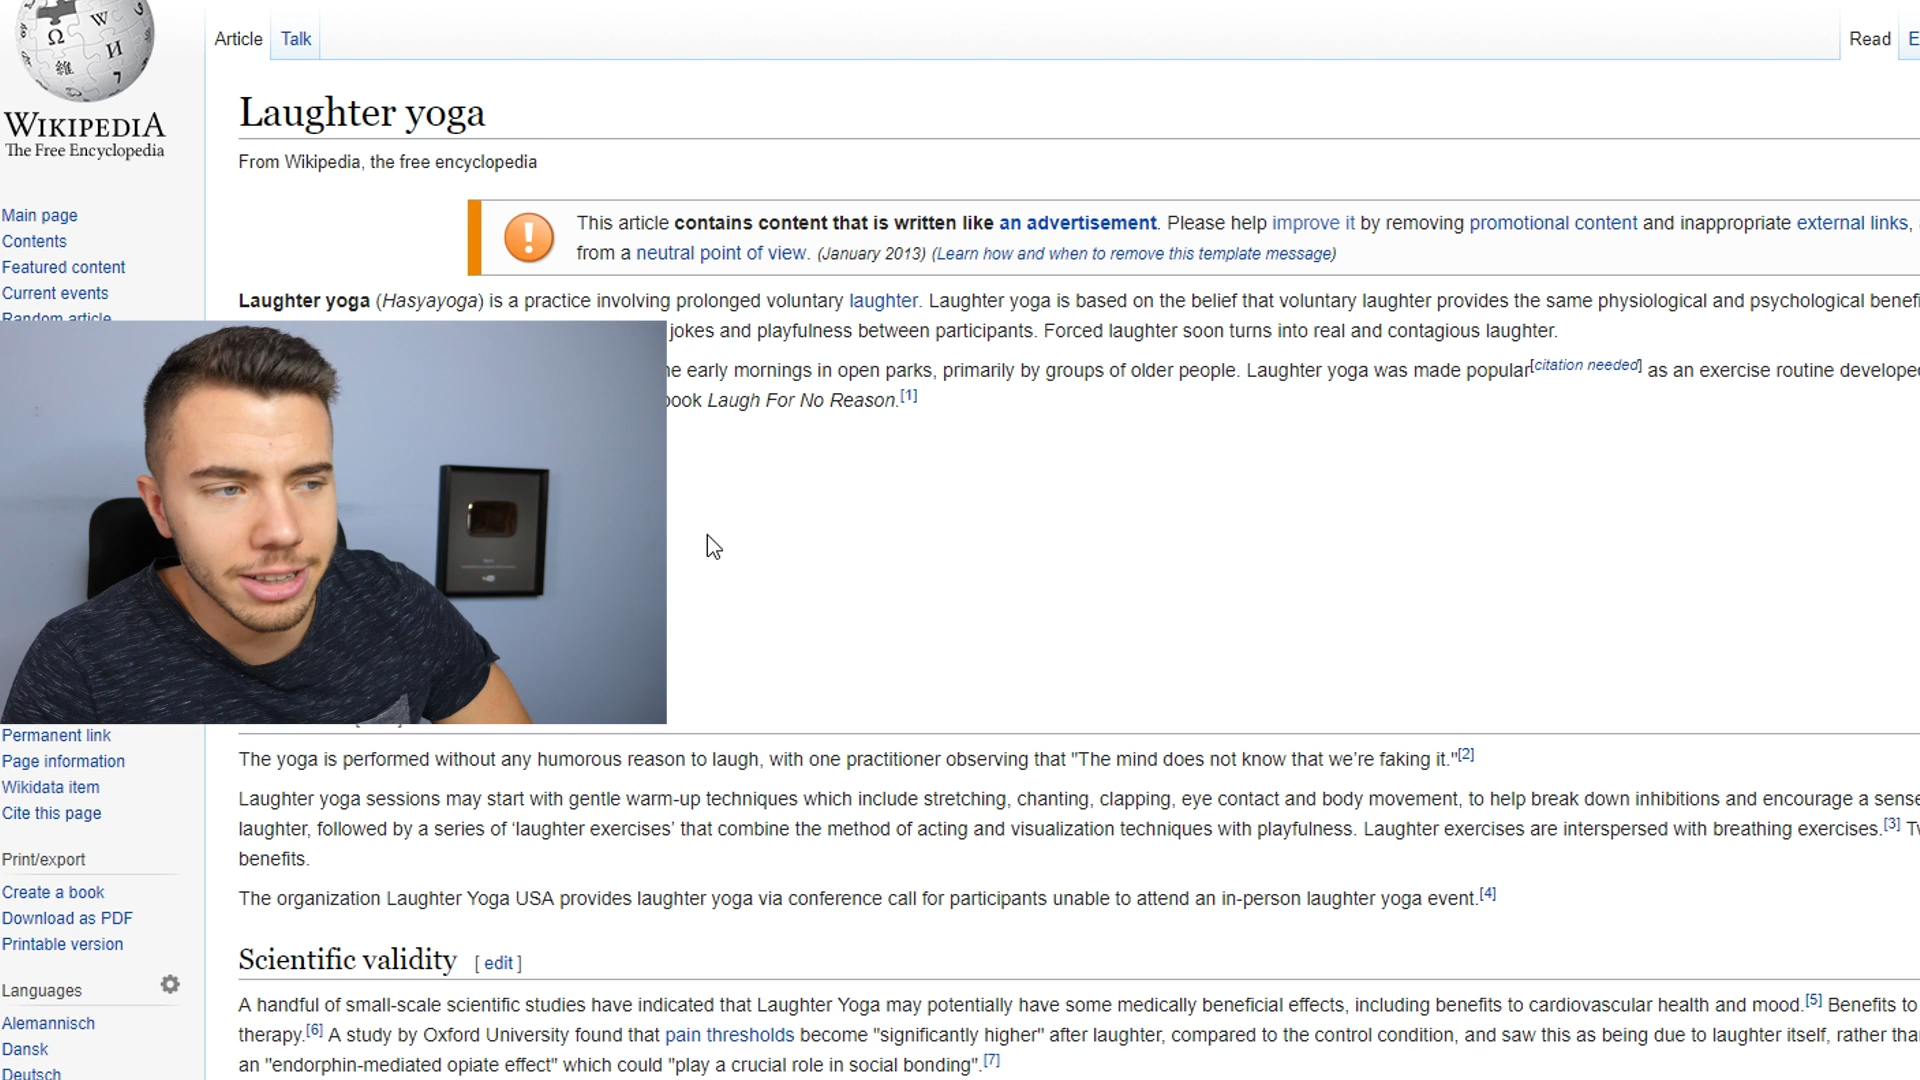 WIKIPEDIA
The Free Encyclopedia
Main page
Contents
Featured content
Current events
Random article
Permanent link
Page information
Wikidata item
Cite this page
Print/export
Create a book
Download as PDF
Printable version
Languages
Alemannisch
Dansk
Deutsch
Article Talk
Read E
Laughter yoga
From Wikipedia, the free encyclopedia
This article contains content that is written like an advertisement. Please help improve it by removing promotional content and inappropriate external links,
from a neutral point of view. (January 2013) (Learn how and when to remove this template message)
Laughter yoga (Hasyayoga) is a practice involving prolonged voluntary laughter. Laughter yoga is based on the belief that voluntary laughter provides the same physiological and psychological benefi
jokes and playfulness between participants. Forced laughter soon turns into real and contagious laughter.
e early mornings in open parks, primarily by groups of older people. Laughter yoga was made popular[citation needed] as an exercise routine develope
book Laugh For No Reason.[1]
The yoga is performed without any humorous reason to laugh, with one practitioner observing that "The mind does not know that we’re faking it."[2]
Laughter yoga sessions may start with gentle warm-up techniques which include stretching, chanting, clapping, eye contact and body movement, to help break down inhibitions and encourage a sense
laughter, followed by a series of ‘laughter exercises’ that combine the method of acting and visualization techniques with playfulness. Laughter exercises are interspersed with breathing exercises.[3] Tw
benefits.
The organization Laughter Yoga USA provides laughter yoga via conference call for participants unable to attend an in-person laughter yoga event.[4]
Scientific validity [ edit ]
A handful of small-scale scientific studies have indicated that Laughter Yoga may potentially have some medically beneficial effects, including benefits to cardiovascular health and mood.[5] Benefits to
therapy.[6] A study by Oxford University found that pain thresholds become "significantly higher" after laughter, compared to the control condition, and saw this as being due to laughter itself, rather tha
an "endorphin-mediated opiate effect" which could "play a crucial role in social bonding".[7]